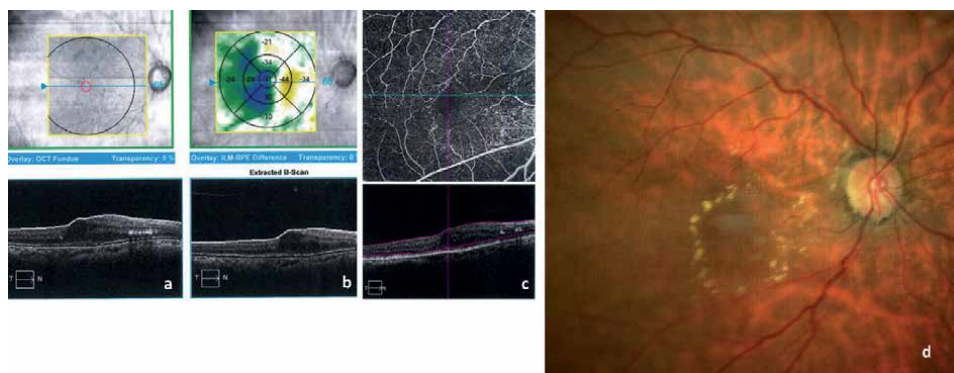 Overlay: OCT Fundus Transparency: 0 %
Overlay: ILM-RPE Difference Transparency: 0
-21
-34
-24
-29
-44
-34
-10
Extracted B-Scan
T N
a
T N
b
T N
c
d